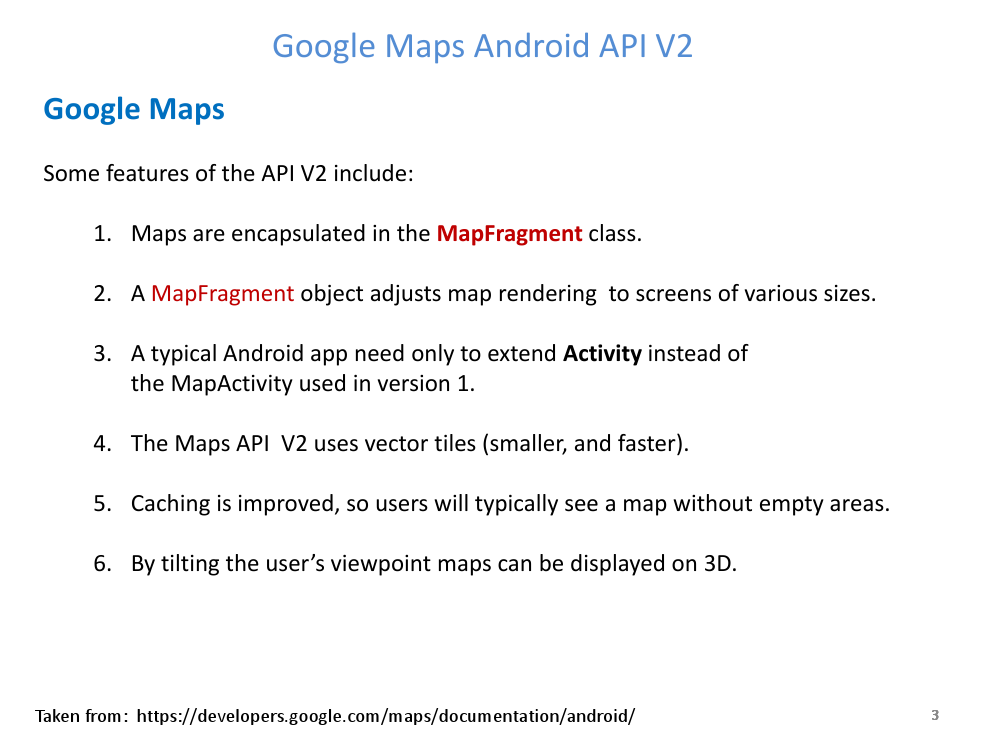 Google Maps Android API V2
Google Maps
Some features of the API V2 include:
1. Maps are encapsulated in the MapFragment class.
2. A MapFragment object adjusts map rendering  to screens of various sizes.
3. A typical Android app need only to extend Activity instead of
the MapActivity used in version 1.
4. The Maps API  V2 uses vector tiles (smaller, and faster).
5. Caching is improved, so users will typically see a map without empty areas.
6. By tilting the user’s viewpoint maps can be displayed on 3D.
Taken from:  https://developers.google.com/maps/documentation/android/
3